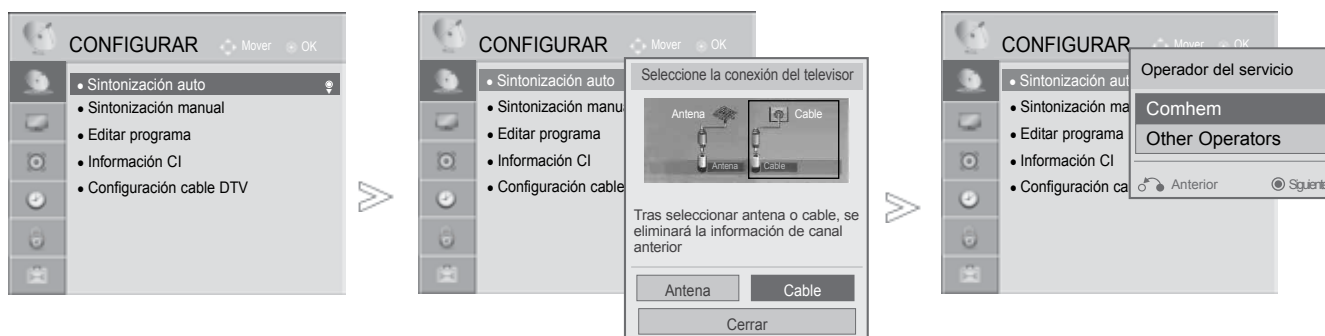 CONFIGURAR Mover OK
• Sintonización auto
• Sintonización manual
• Editar programa
• Información CI
• Configuración cable DTV
CONFIGURAR Mover OK
• Sintonización auto
• Sintonización manu
• Editar programa
• Información CI
• Configuración cable
Seleccione la conexión del televisor
Antena Cable
Antena Cable
Tras seleccionar antena o cable, se
eliminará la información de canal
anterior
Antena Cable
Cerrar
CONFIGURAR Mover OK
• Sintonización aut
• Sintonización ma
• Editar programa
• Información CI
• Configuración ca
Operador del servicio
Comhem
Other Operators
Anterior Siguiente